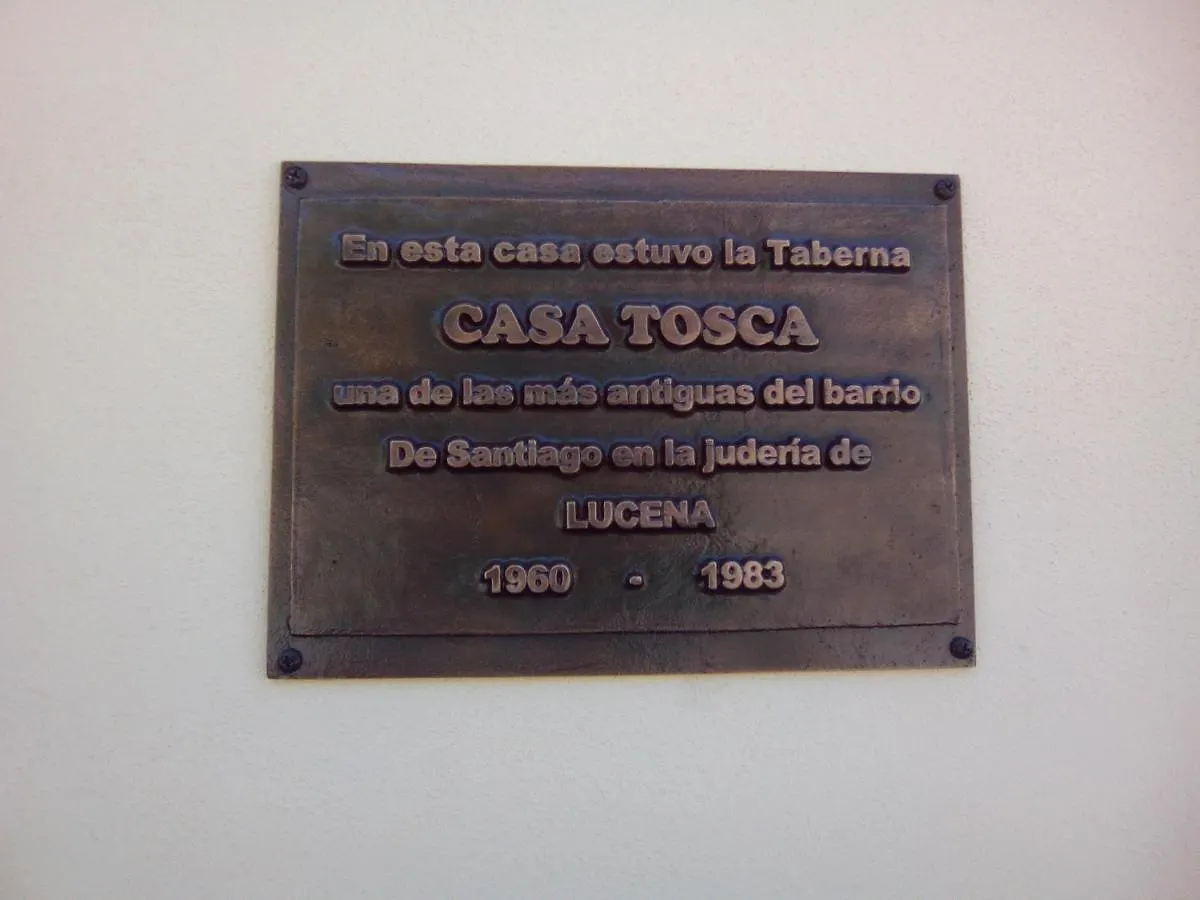 En esta casa estuvo la Taberna
CASA TOSCA
una de las más antiguas del barrio
De Santiago en la judería de
LUCENA
1960 - 1983